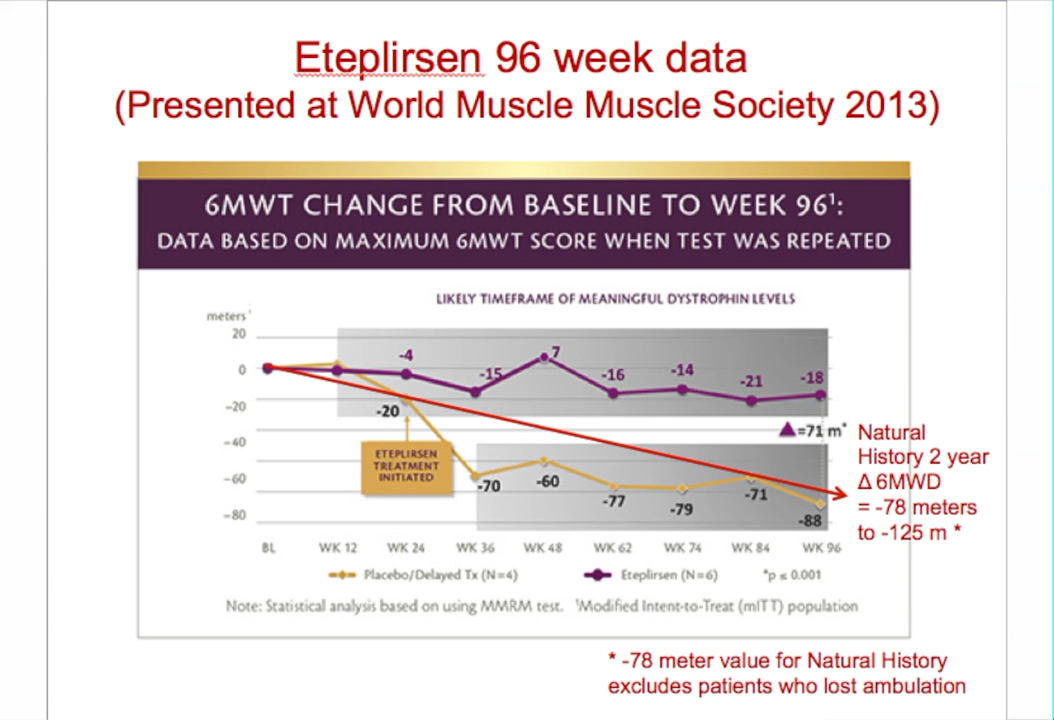 Eteplirsen 96 week data
(Presented at World Muscle Muscle Society 2013)
6MWT CHANGE FROM BASELINE TO WEEK 96¹:
DATA BASED ON MAXIMUM 6MWT SCORE WHEN TEST WAS REPEATED
LIKELY TIMEFRAME OF MEANINGFUL DYSTROPHIN LEVELS
meters¹
20
0
-20
-40
-60
-80
-4
-15
7
-16
-14
-21
-18
-20
▲=71 m*
ETEPLIRSEN
TREATMENT
INITIATED
-70
-60
-77
-79
-71
-88
Natural
History 2 year
Δ 6MWD
= -78 meters
to -125 m *
BL WK 12 WK 24 WK 36 WK 48 WK 62 WK 74 WK 84 WK 96
Placebo/Delayed Tx (N=4) Eteplirsen (N=6) *p ≤ 0.001
Note: Statistical analysis based on using MMRM test. ¹Modified Intent-to-Treat (mITT) population
* -78 meter value for Natural History
excludes patients who lost ambulation